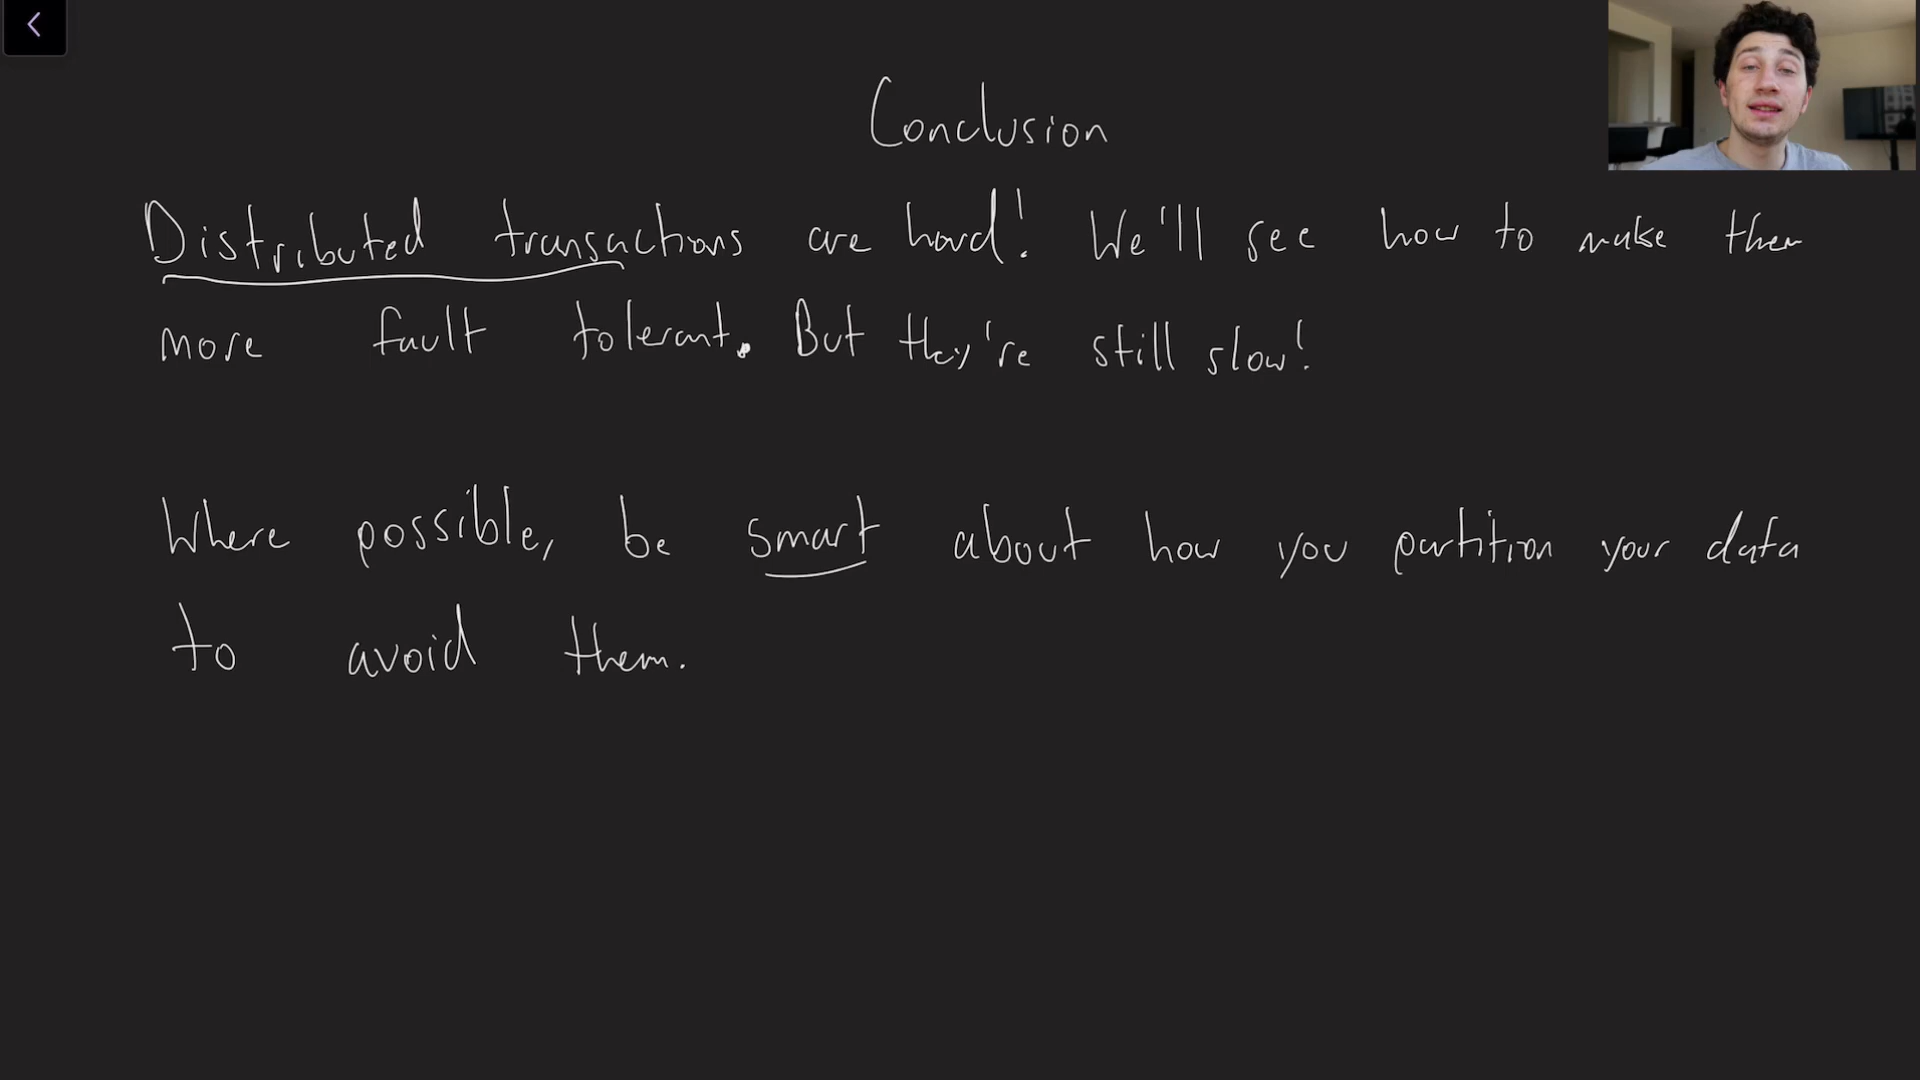 Conclusion
Distributed transactions are hard! We'll see how to make them
more fault tolerant. But they're still slow!
Where possible, be smart about how you partition your data
to avoid them.